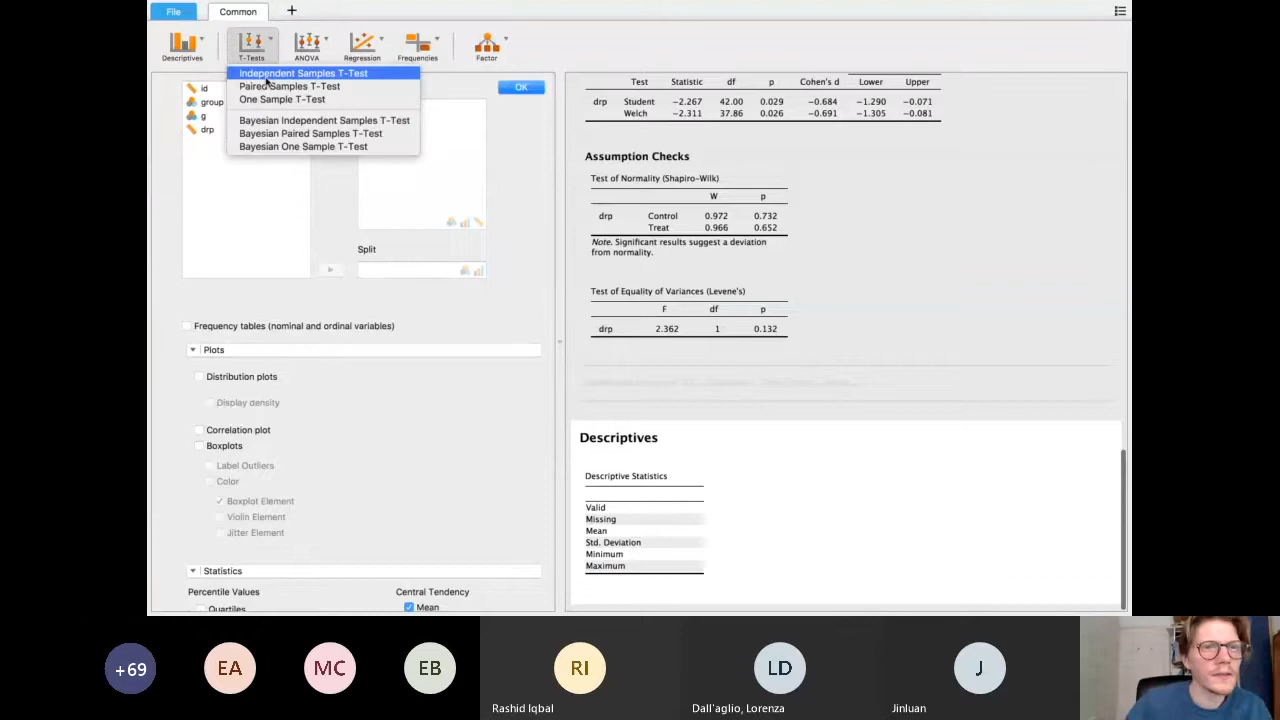 File Common +
Descriptives T-Tests ANOVA Regression Frequencies Factor
Independent Samples T-Test
Paired Samples T-Test
One Sample T-Test
Bayesian Independent Samples T-Test
Bayesian Paired Samples T-Test
Bayesian One Sample T-Test
id
group
g
drp
OK
Split
Frequency tables (nominal and ordinal variables)
Plots
Distribution plots
Display density
Correlation plot
Boxplots
Label Outliers
Color
Boxplot Element
Violin Element
Jitter Element
Statistics
Percentile Values Central Tendency
Quartiles Mean
Test Statistic df p Cohen's d Lower Upper
drp Student −2.267 42.00 0.029 −0.684 −1.290 −0.071
Welch −2.311 37.86 0.026 −0.691 −1.305 −0.081
Assumption Checks
Test of Normality (Shapiro-Wilk)
W p
drp Control 0.972 0.732
Treat 0.966 0.652
Note. Significant results suggest a deviation
from normality.
Test of Equality of Variances (Levene's)
F df p
drp 2.362 1 0.132
Descriptives
Descriptive Statistics
Valid
Missing
Mean
Std. Deviation
Minimum
Maximum
+69 EA MC EB RI LD J
Rashid Iqbal Dall'aglio, Lorenza Jinluan